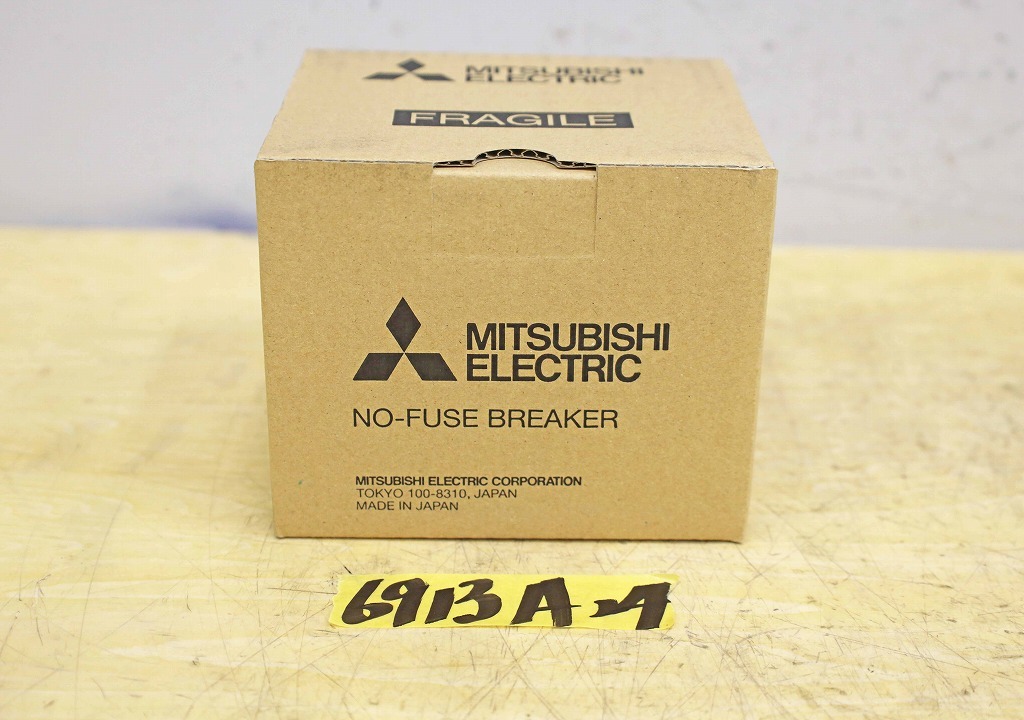 MITSUBISHI
ELECTRIC
FRAGILE
MITSUBISHI
ELECTRIC
NO-FUSE BREAKER
MITSUBISHI ELECTRIC CORPORATION
TOKYO 100-8310, JAPAN
MADE IN JAPAN
6913A